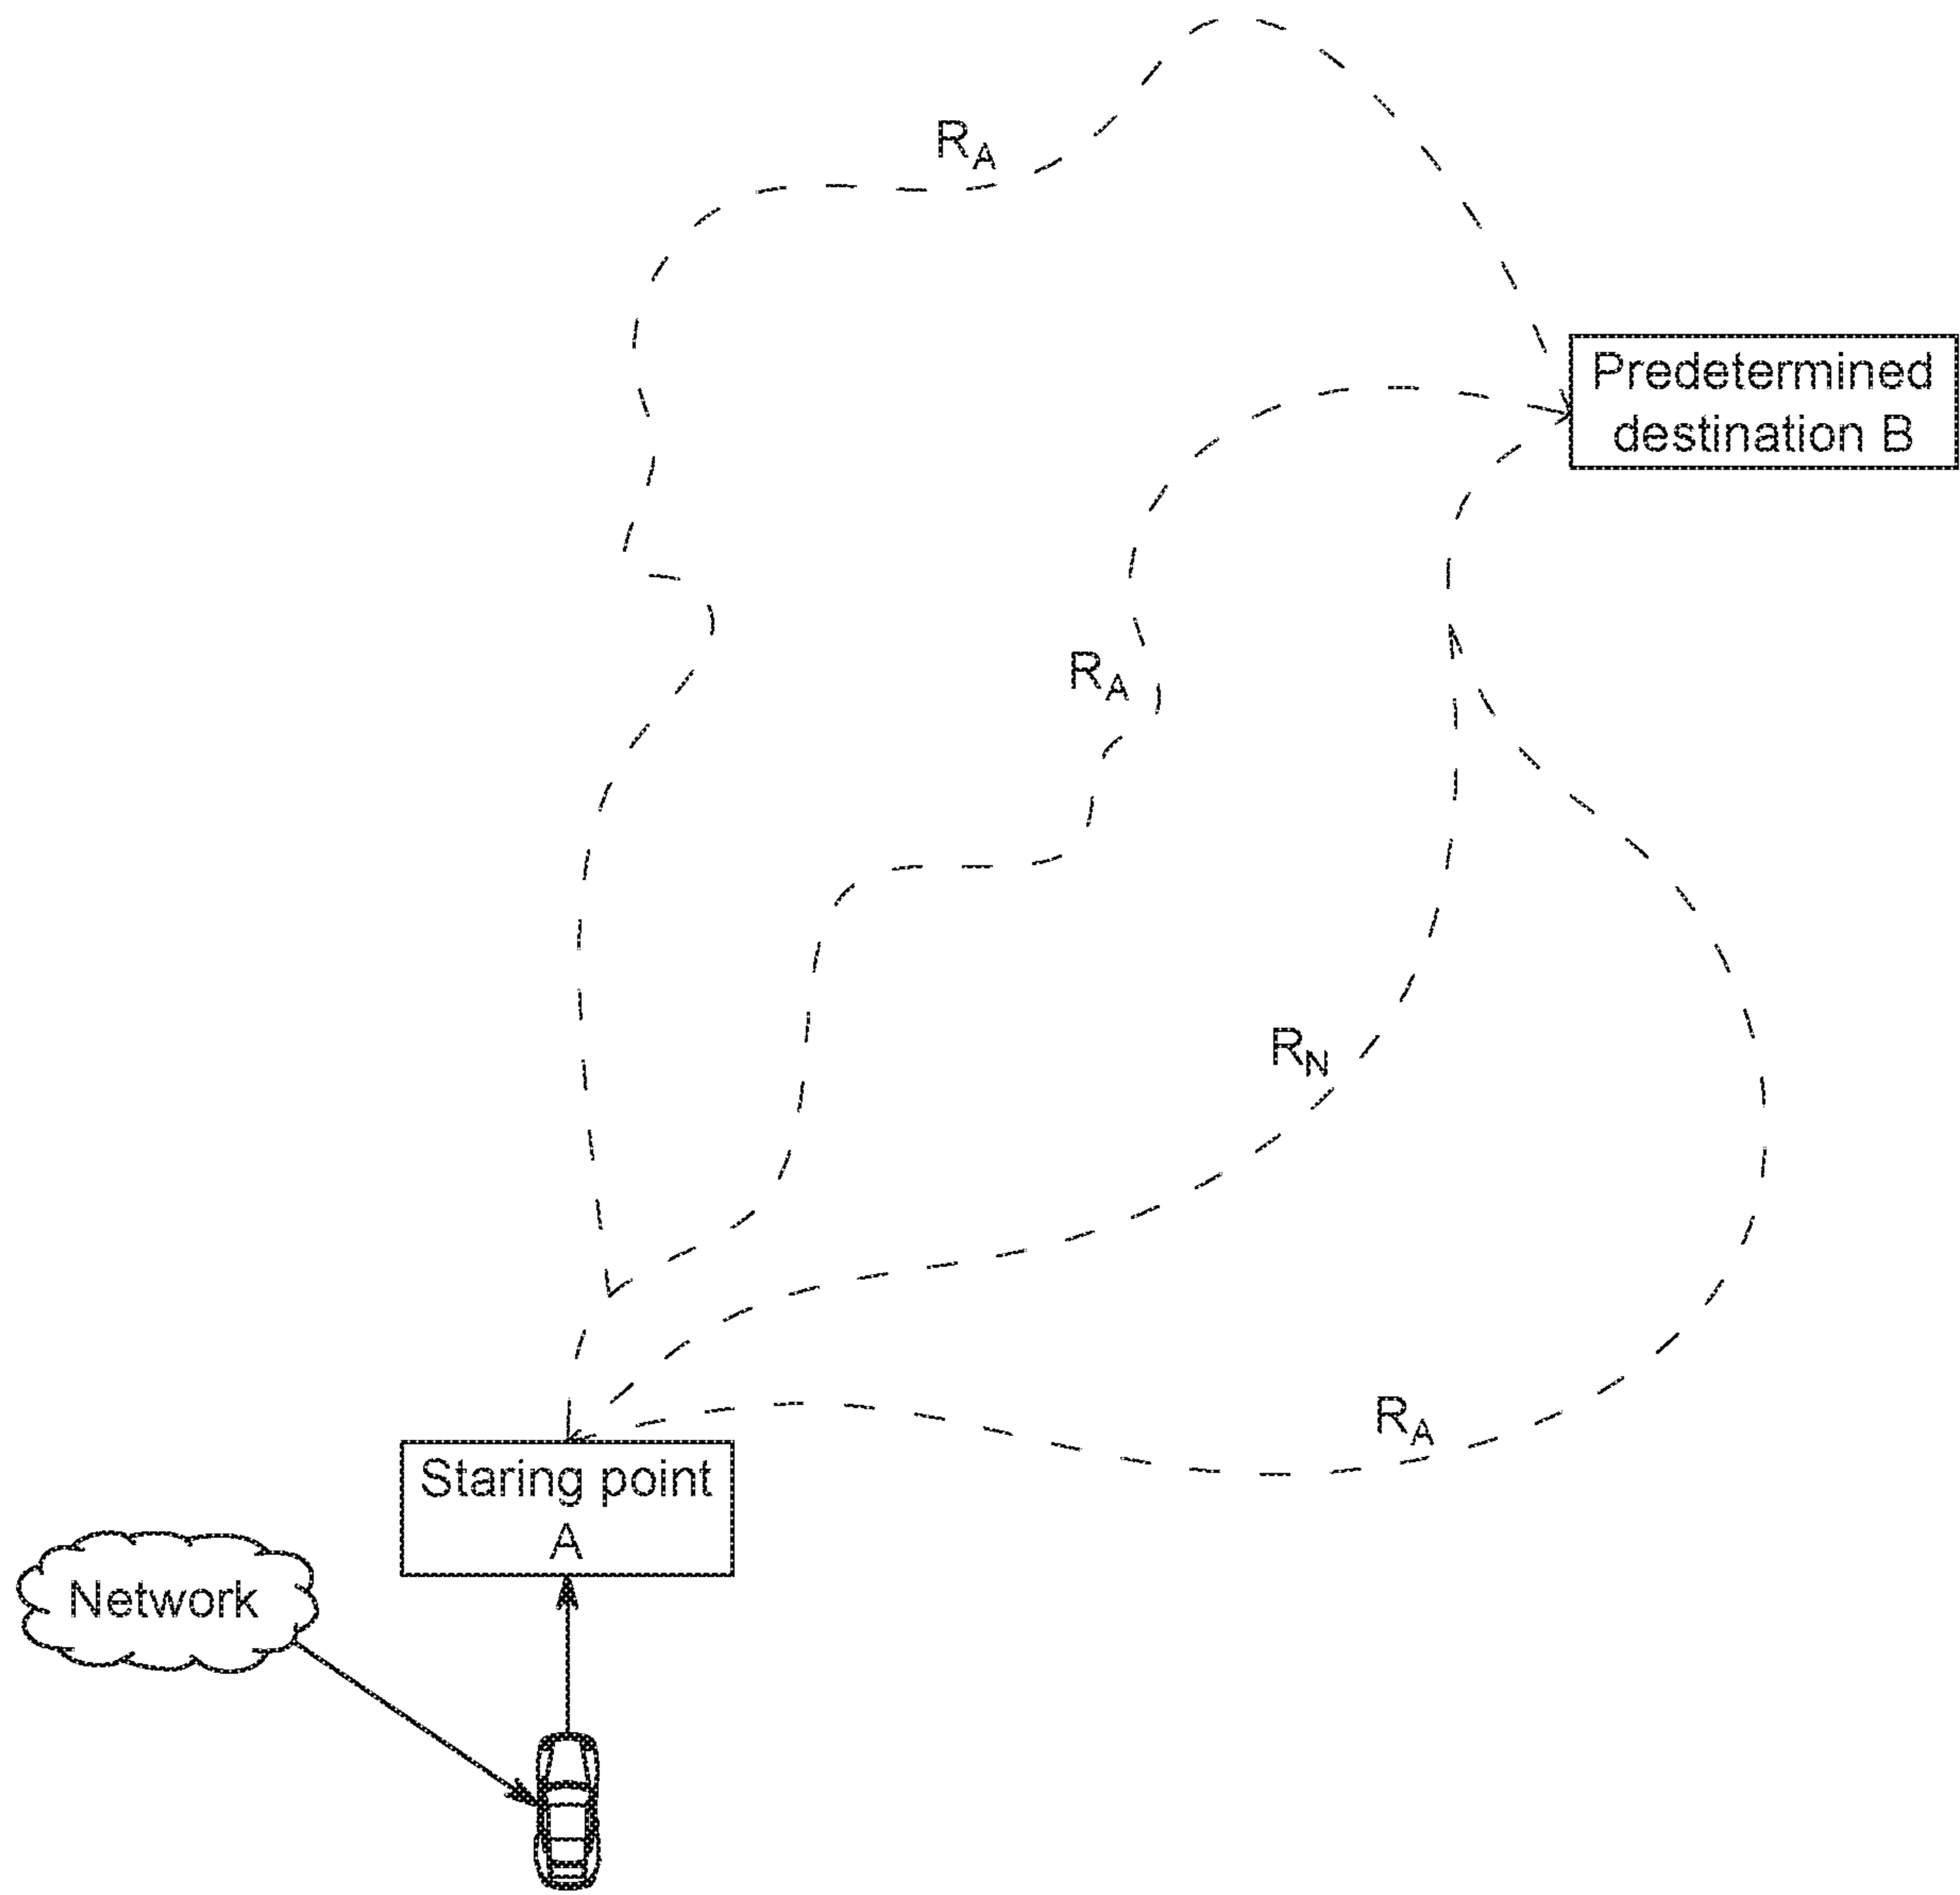 R_A
Predetermined
destination B
R_A
R_N
R_A
Staring point
A
Network